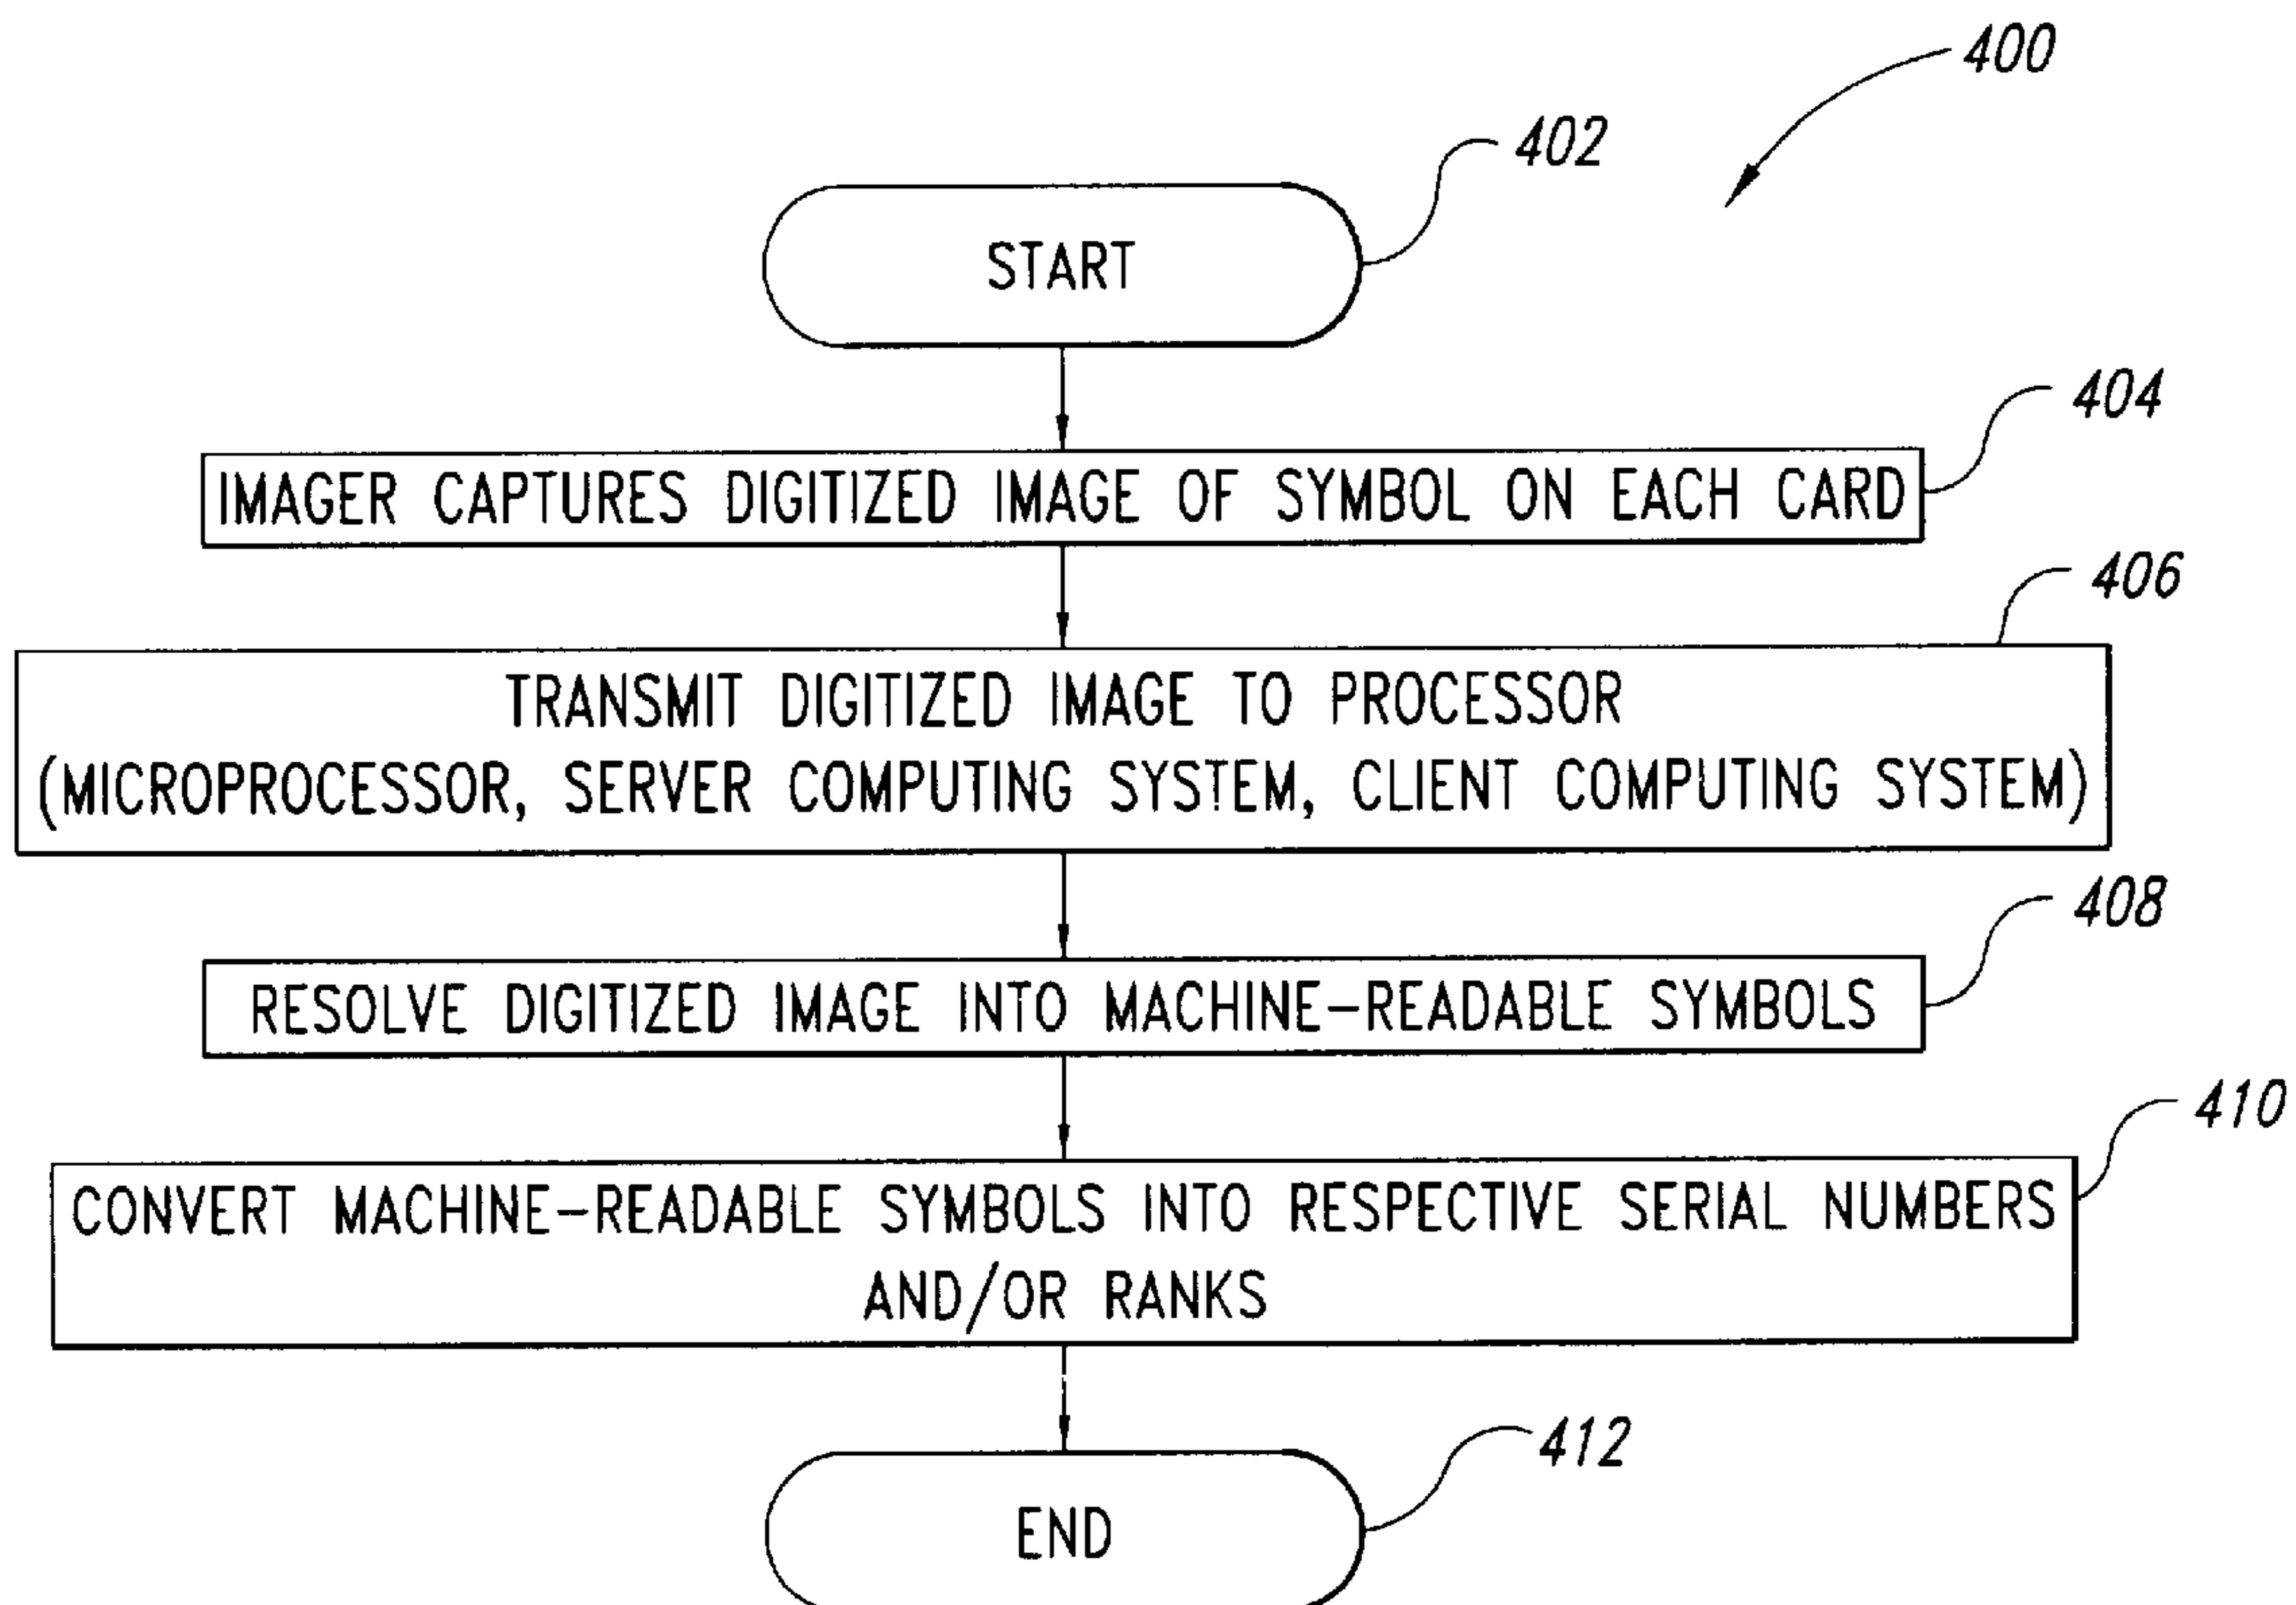 400
402
START
404
IMAGER CAPTURES DIGITIZED IMAGE OF SYMBOL ON EACH CARD
406
TRANSMIT DIGITIZED IMAGE TO PROCESSOR
(MICROPROCESSOR, SERVER COMPUTING SYSTEM, CLIENT COMPUTING SYSTEM)
408
RESOLVE DIGITIZED IMAGE INTO MACHINE-READABLE SYMBOLS
410
CONVERT MACHINE-READABLE SYMBOLS INTO RESPECTIVE SERIAL NUMBERS
AND/OR RANKS
412
END